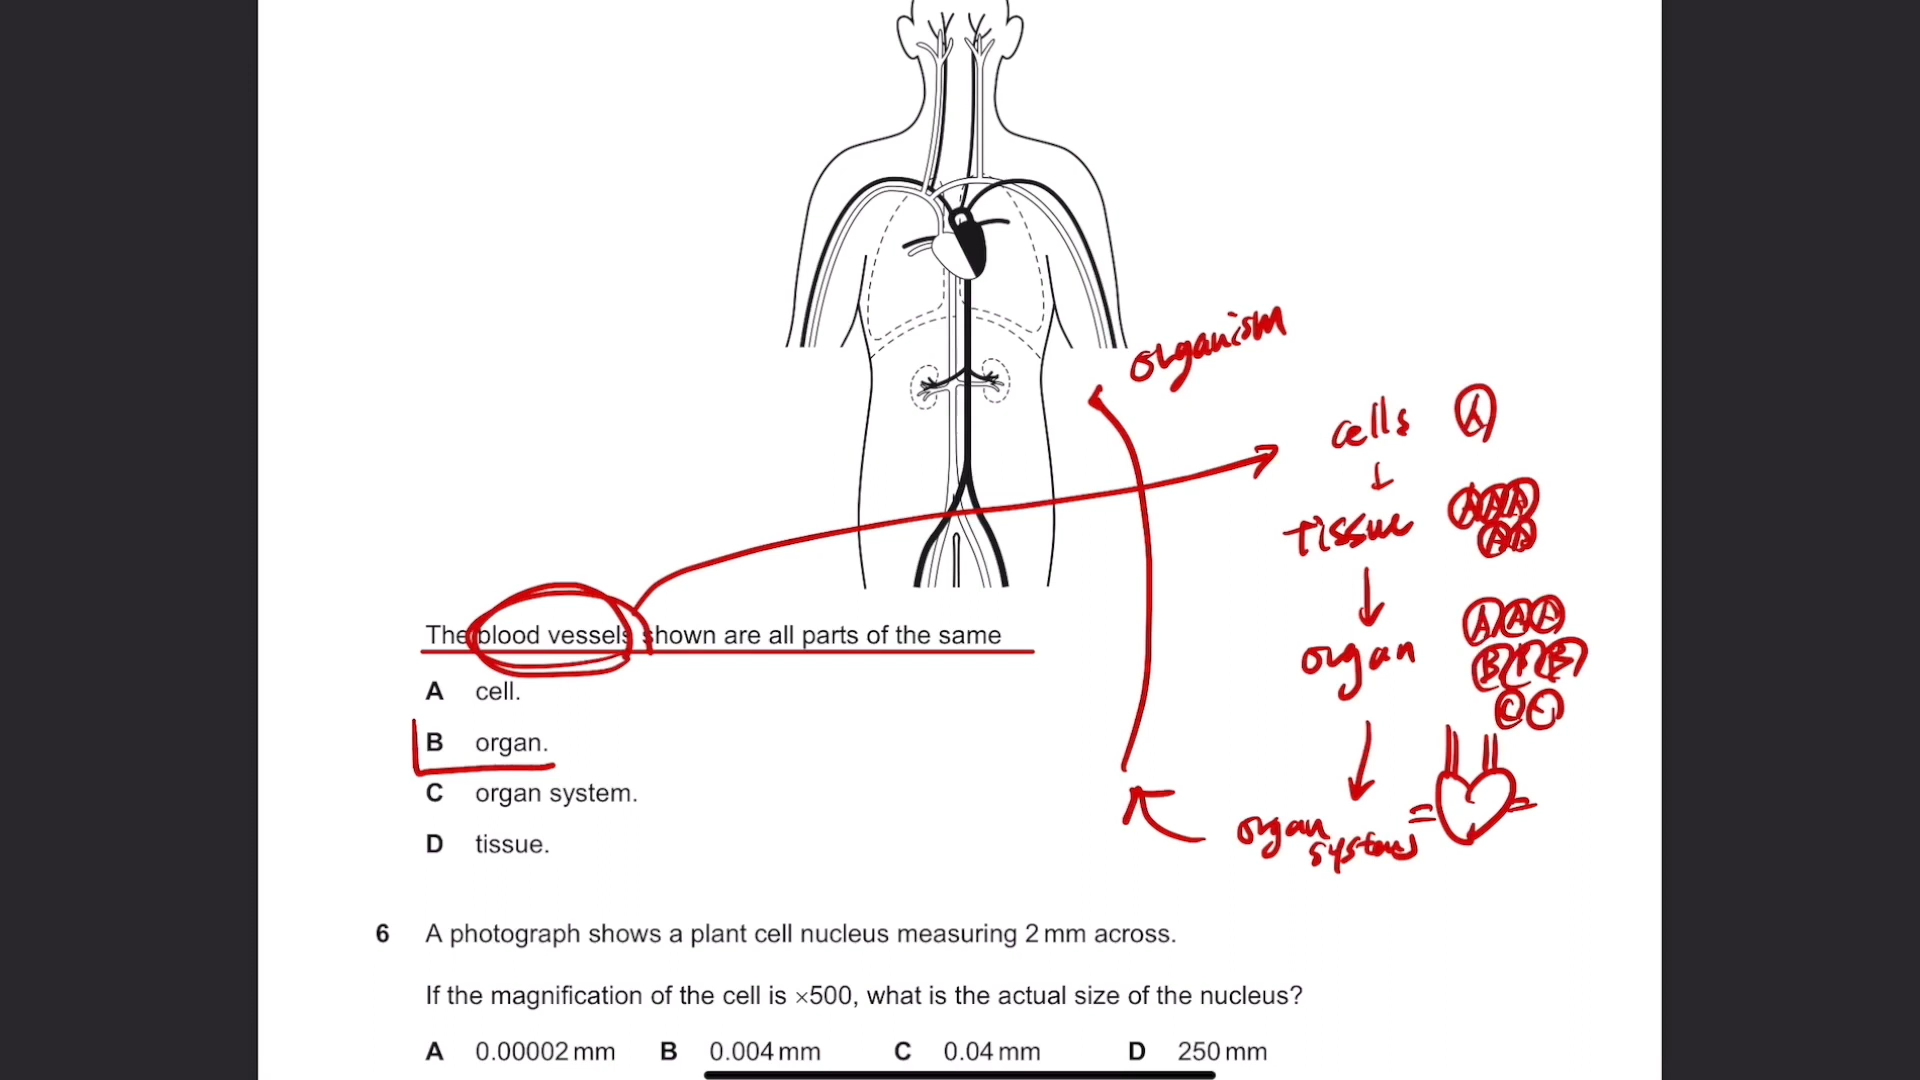 organism
cells A
tissue A A A
A A
organ A A A
B B B
C C
organ
systems
The blood vessels shown are all parts of the same
A cell.
B organ.
C organ system.
D tissue.
6 A photograph shows a plant cell nucleus measuring 2 mm across.
If the magnification of the cell is ×500, what is the actual size of the nucleus?
A 0.00002 mm B 0.004 mm C 0.04 mm D 250 mm